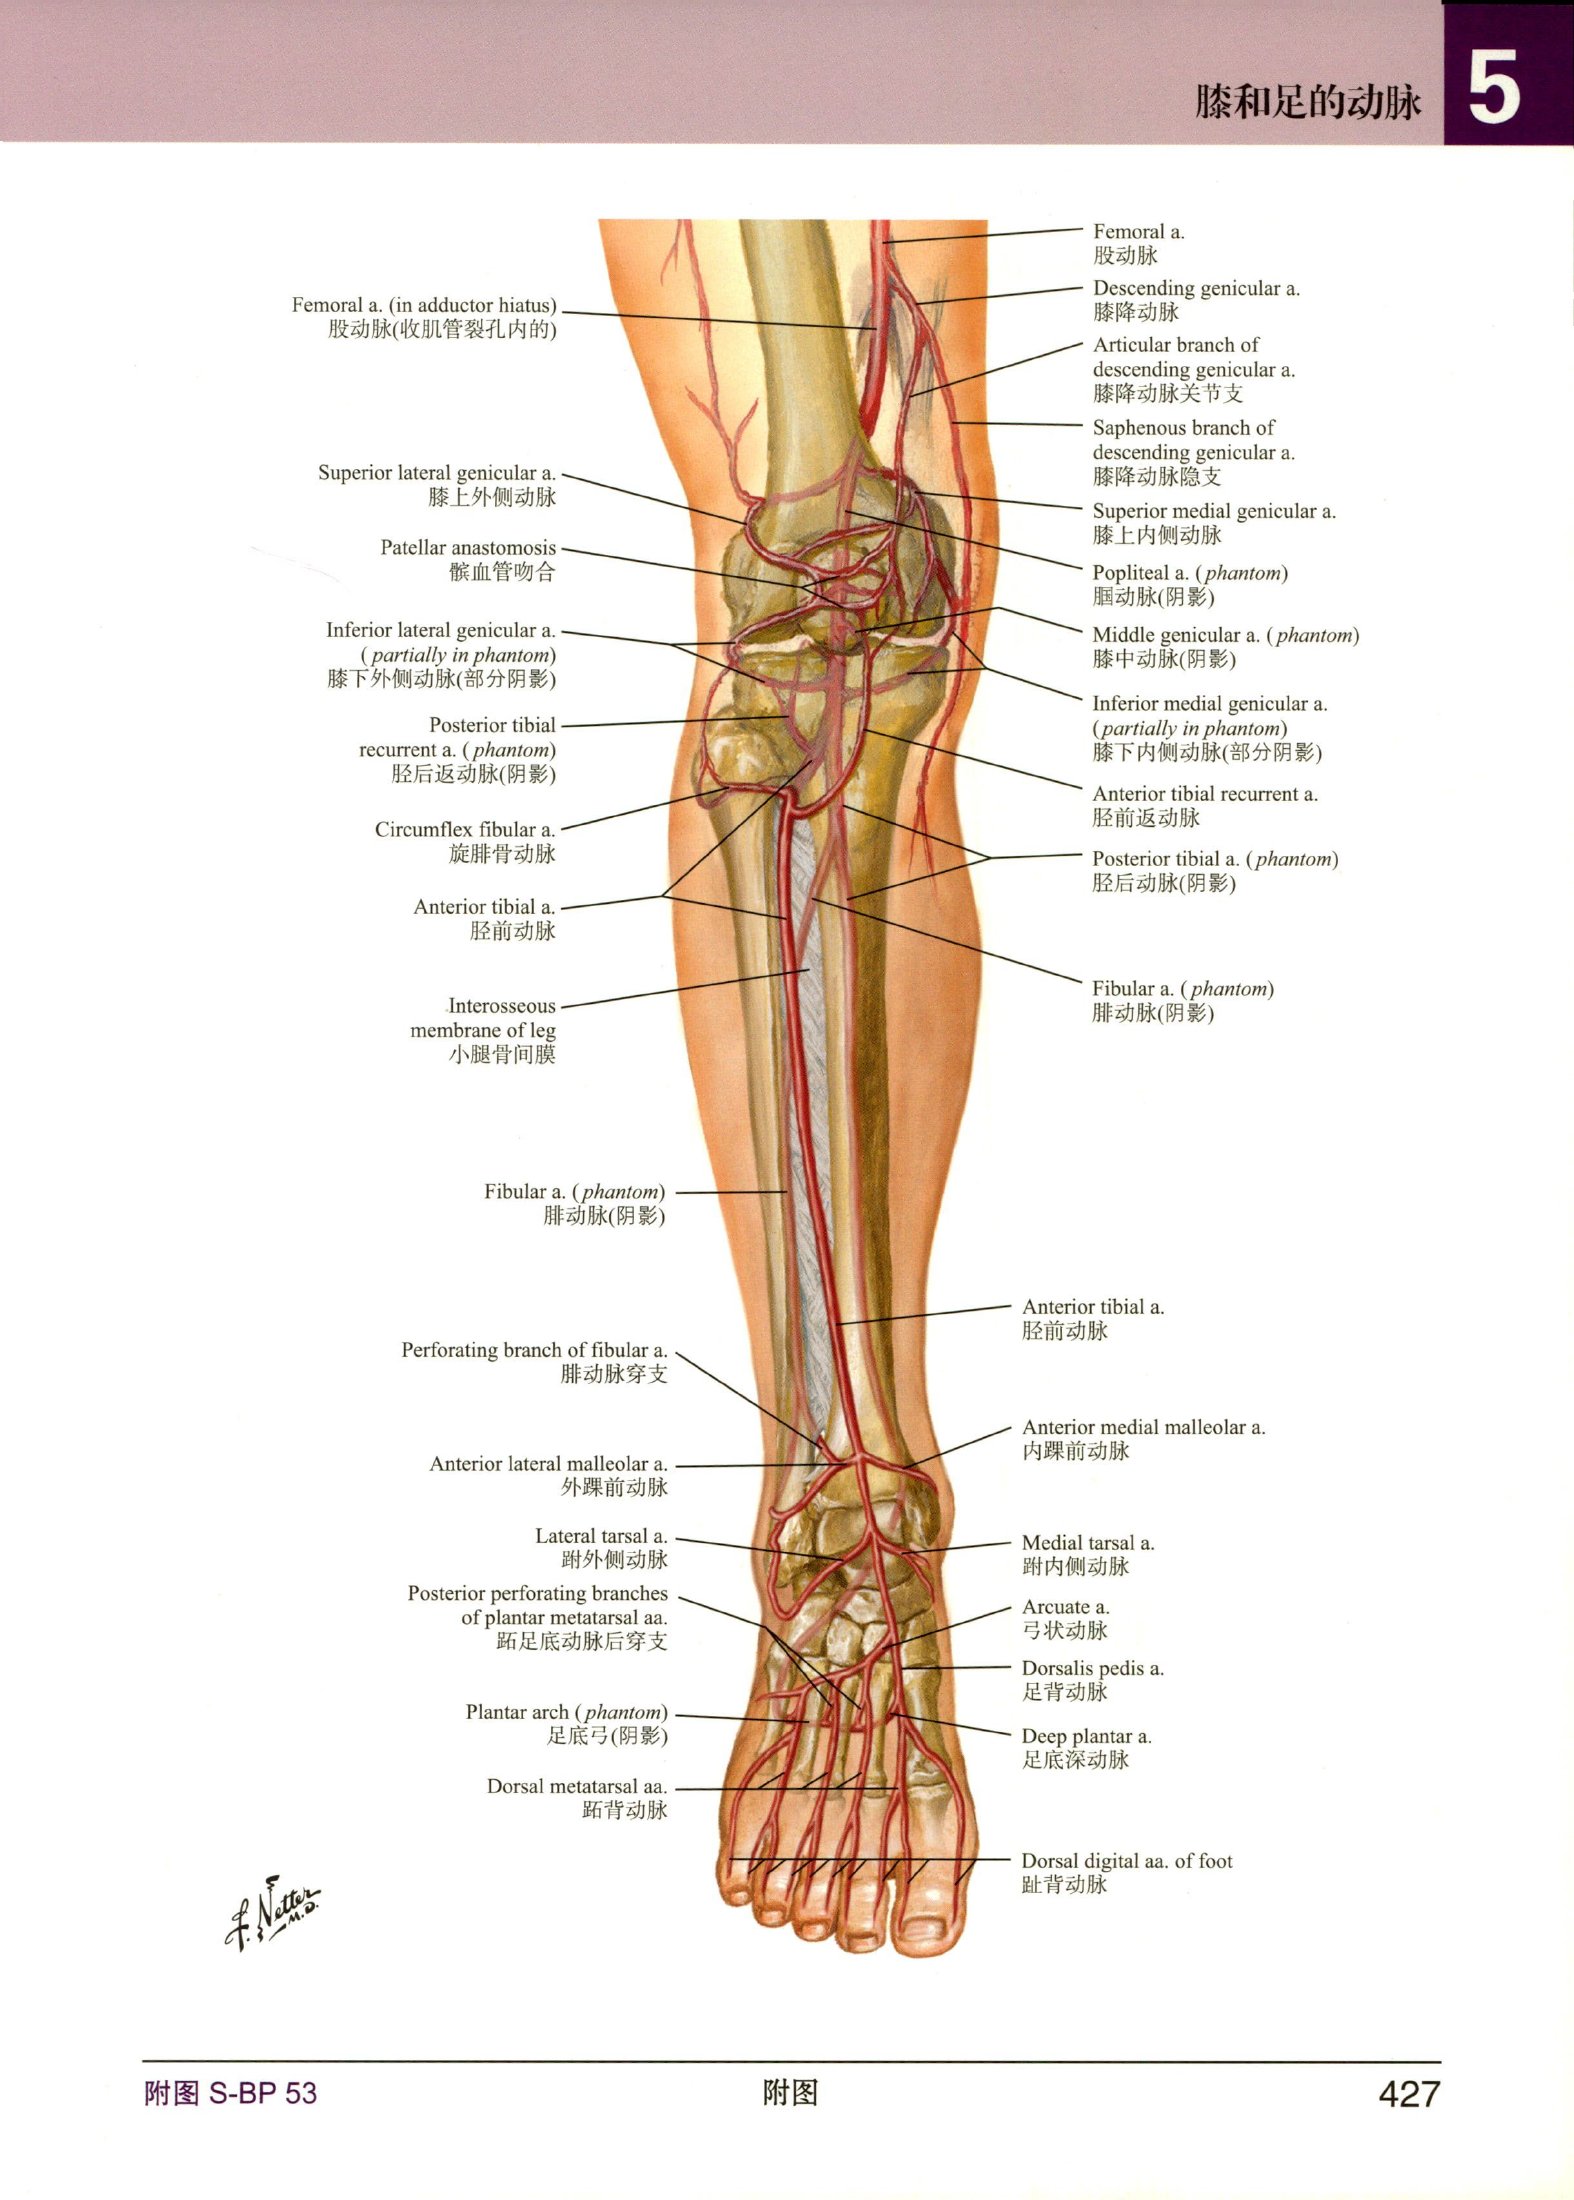 膝和足的动脉
5
Femoral a.
股动脉
Descending genicular a.
膝降动脉
Articular branch of
descending genicular a.
膝降动脉关节支
Saphenous branch of
descending genicular a.
膝降动脉隐支
Superior medial genicular a.
膝上内侧动脉
Popliteal a. (phantom)
腘动脉(阴影)
Middle genicular a. (phantom)
膝中动脉(阴影)
Inferior medial genicular a.
(partially in phantom)
膝下内侧动脉(部分阴影)
Anterior tibial recurrent a.
胫前返动脉
Posterior tibial a. (phantom)
胫后动脉(阴影)
Fibular a. (phantom)
腓动脉(阴影)
Anterior tibial a.
胫前动脉
Anterior medial malleolar a.
内踝前动脉
Medial tarsal a.
跗内侧动脉
Arcuate a.
弓状动脉
Dorsalis pedis a.
足背动脉
Deep plantar a.
足底深动脉
Dorsal digital aa. of foot
趾背动脉
Femoral a. (in adductor hiatus)
股动脉(收肌管裂孔内的)
Superior lateral genicular a.
膝上外侧动脉
Patellar anastomosis
髌血管吻合
Inferior lateral genicular a.
(partially in phantom)
膝下外侧动脉(部分阴影)
Posterior tibial
recurrent a. (phantom)
胫后返动脉(阴影)
Circumflex fibular a.
旋腓骨动脉
Anterior tibial a.
胫前动脉
Interosseous
membrane of leg
小腿骨间膜
Fibular a. (phantom)
腓动脉(阴影)
Perforating branch of fibular a.
腓动脉穿支
Anterior lateral malleolar a.
外踝前动脉
Lateral tarsal a.
跗外侧动脉
Posterior perforating branches
of plantar metatarsal aa.
跖足底动脉后穿支
Plantar arch (phantom)
足底弓(阴影)
Dorsal metatarsal aa.
跖背动脉
F. Netter
M.D.
附图 S-BP 53
附图
427